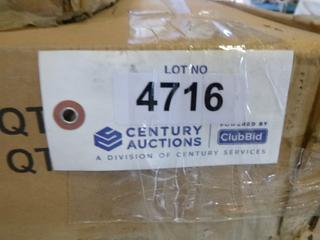 LOT NO
4716
QT
QT
CENTURY AUCTIONS
POWERED BY
ClubBid
A DIVISION OF CENTURY SERVICES